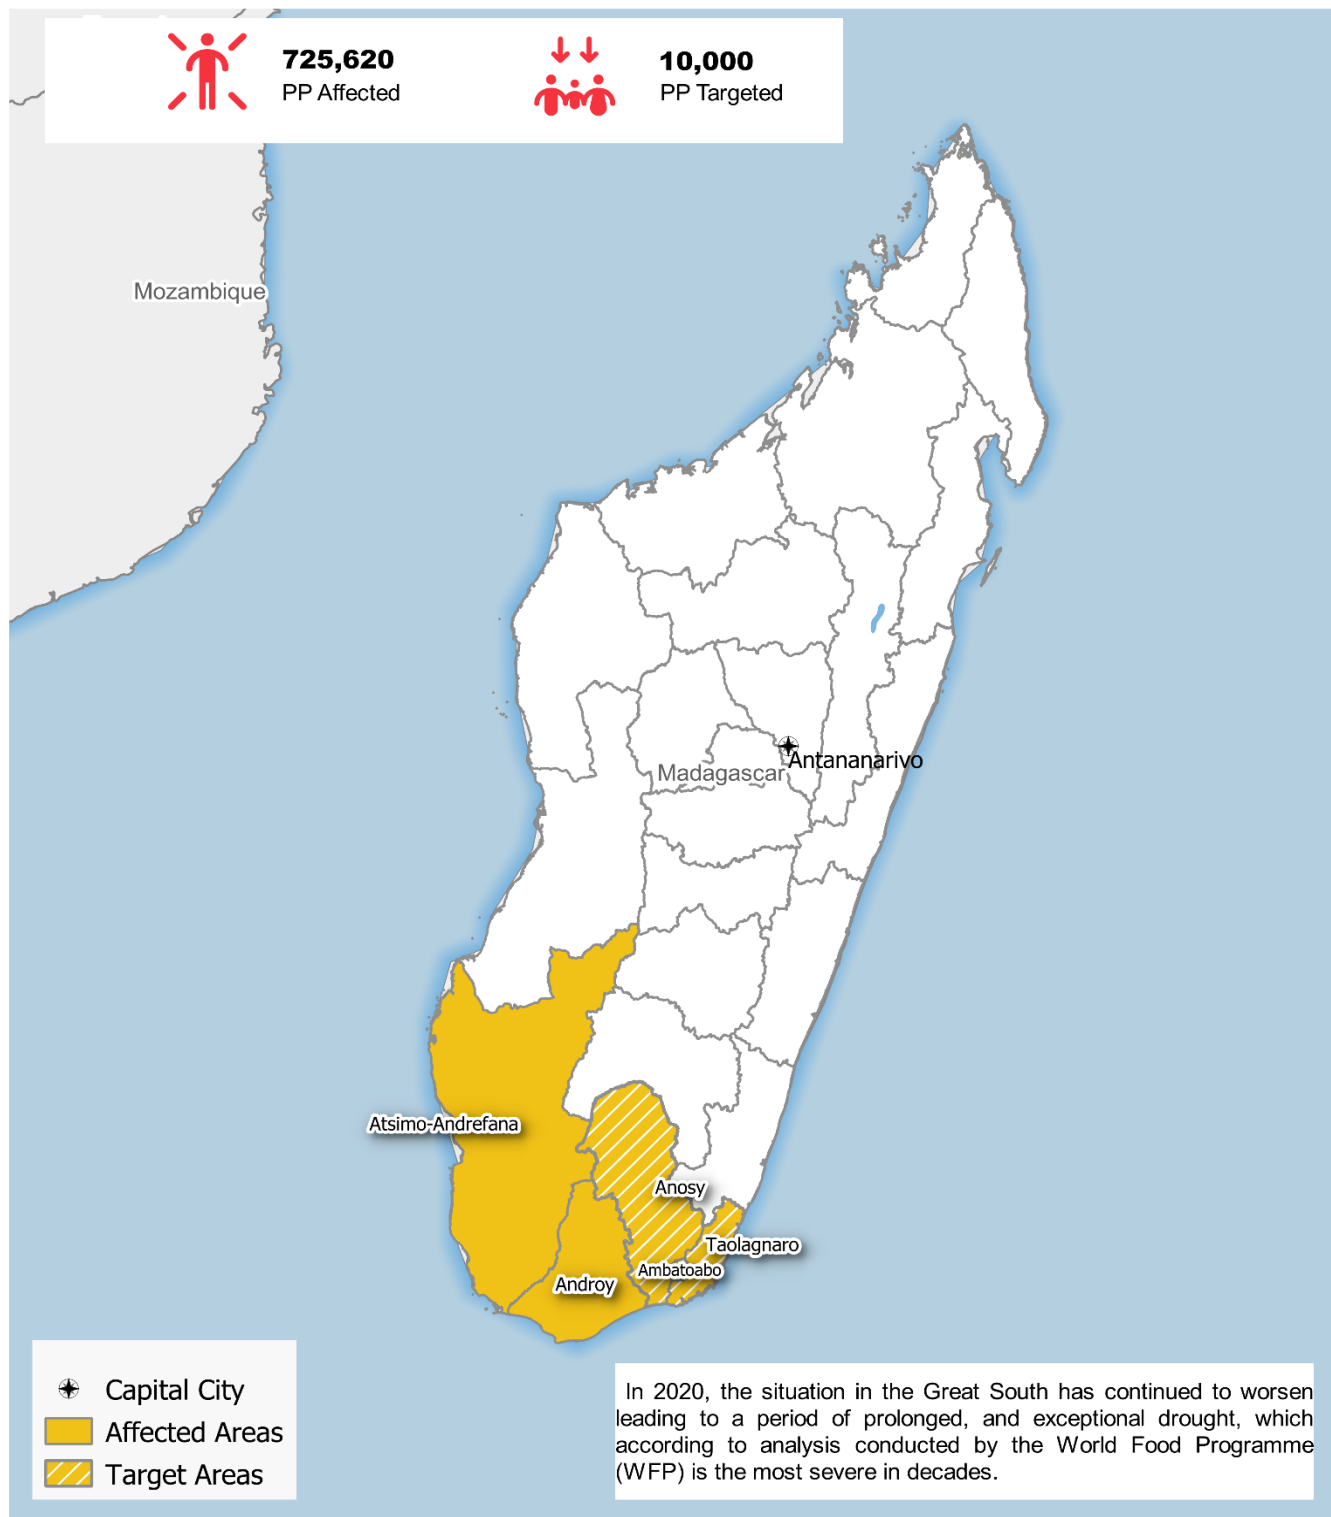 725,620
PP Affected
10,000
PP Targeted
Mozambique
Antananarivo
Madagascar
Atsimo-Andrefana
Anosy
Taolagnaro
Ambatoabo
Androy
Capital City
Affected Areas
Target Areas
In 2020, the situation in the Great South has continued to worsen
leading to a period of prolonged, and exceptional drought, which
according to analysis conducted by the World Food Programme
(WFP) is the most severe in decades.